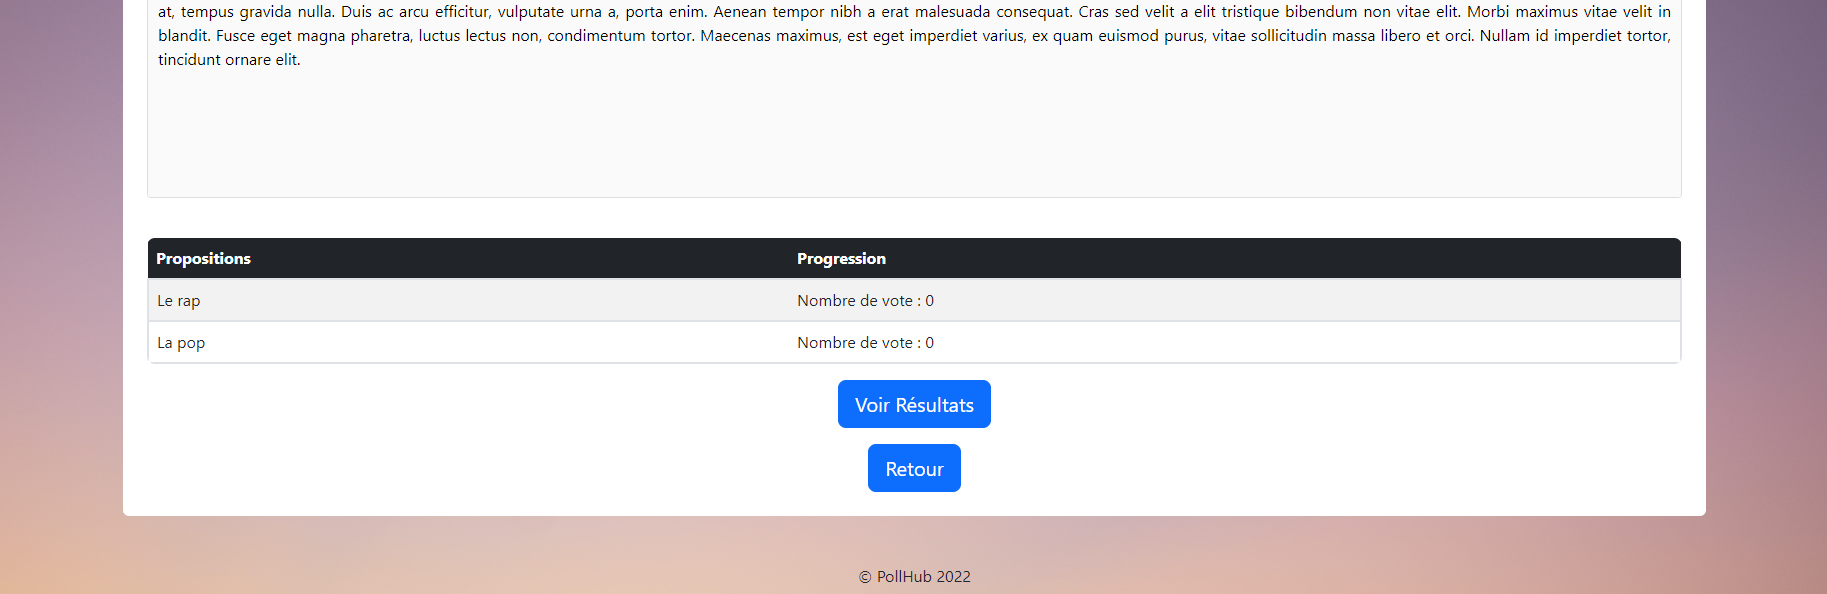 at, tempus gravida nulla. Duis ac arcu efficitur, vulputate urna a, porta enim. Aenean tempor nibh a erat malesuada consequat. Cras sed velit a elit tristique bibendum non vitae elit. Morbi maximus vitae velit in
blandit. Fusce eget magna pharetra, luctus lectus non, condimentum tortor. Maecenas maximus, est eget imperdiet varius, ex quam euismod purus, vitae sollicitudin massa libero et orci. Nullam id imperdiet tortor,
tincidunt ornare elit.
Propositions Progression
Le rap Nombre de vote : 0
La pop Nombre de vote : 0
Voir Résultats
Retour
© PollHub 2022